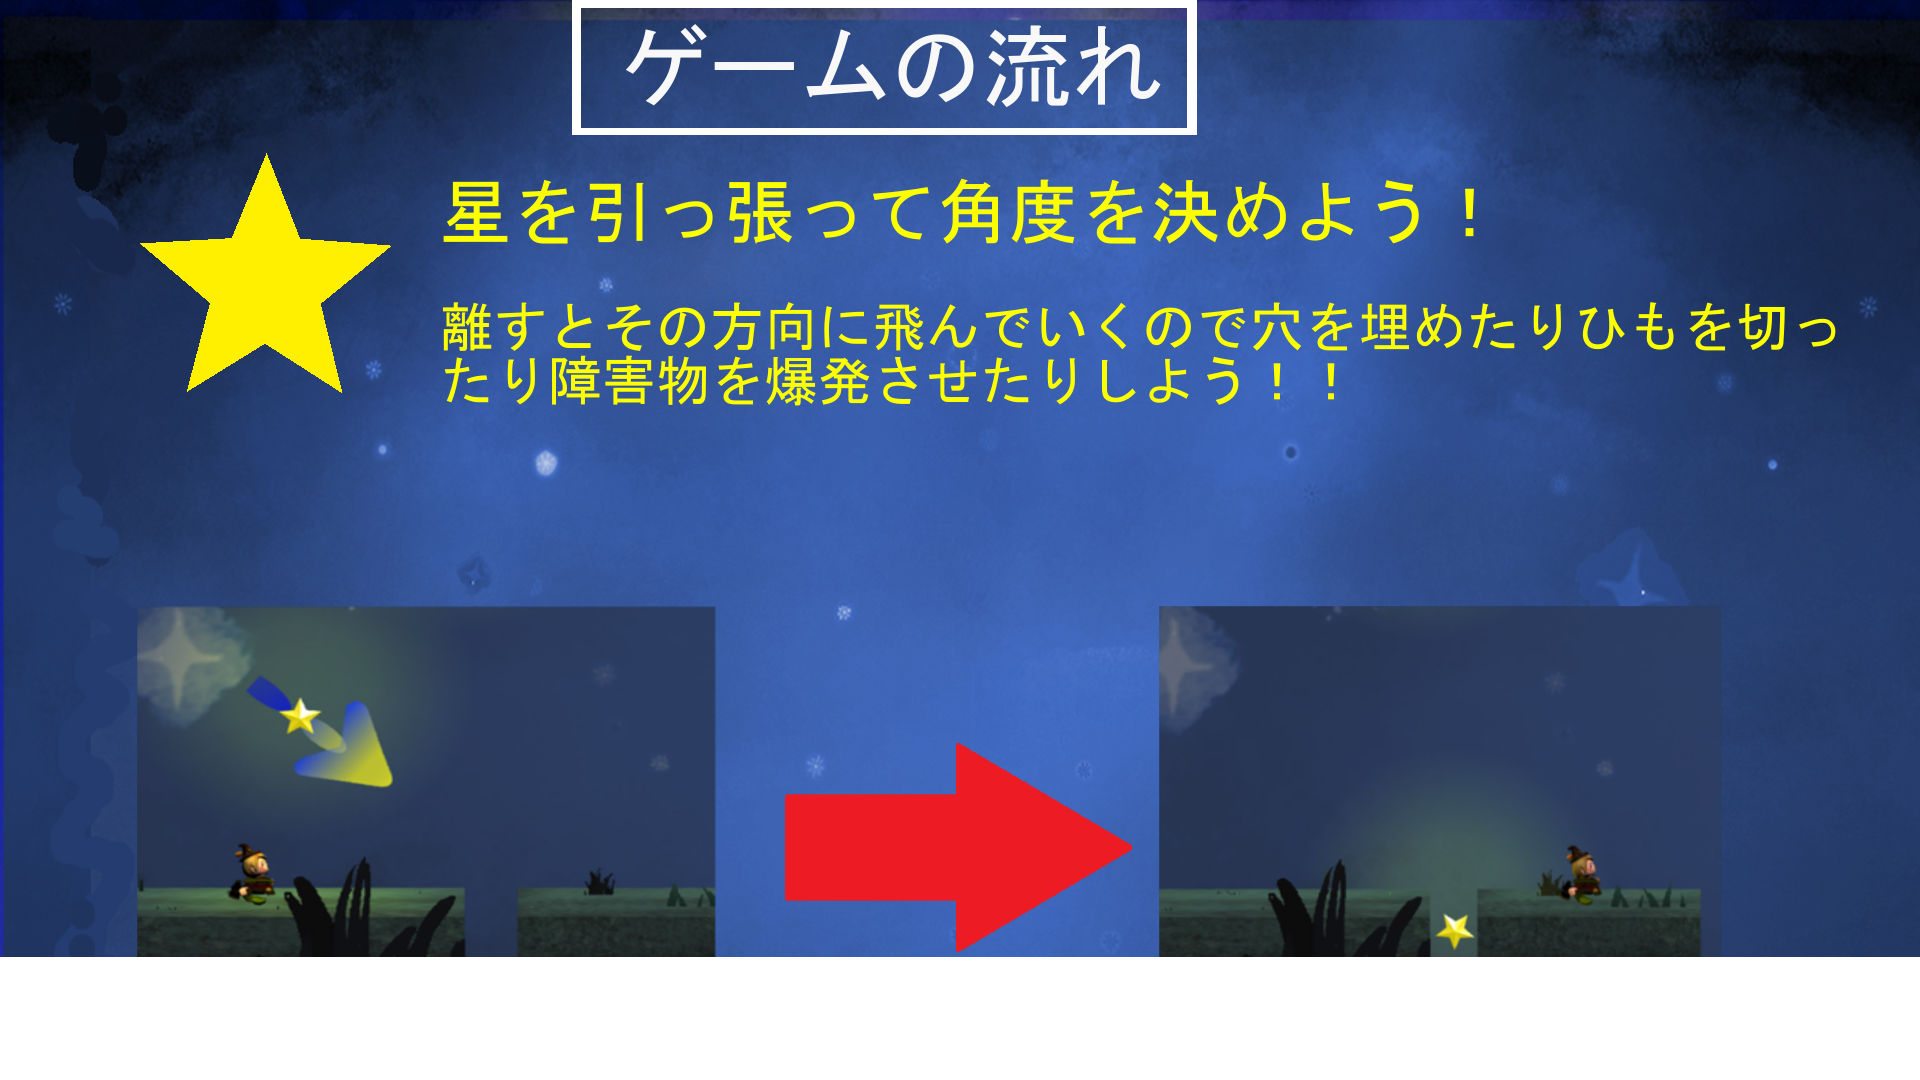 ゲームの流れ
星を引っ張って角度を決めよう！
離すとその方向に飛んでいくので穴を埋めたりひもを切っ
たり障害物を爆発させたりしよう！！